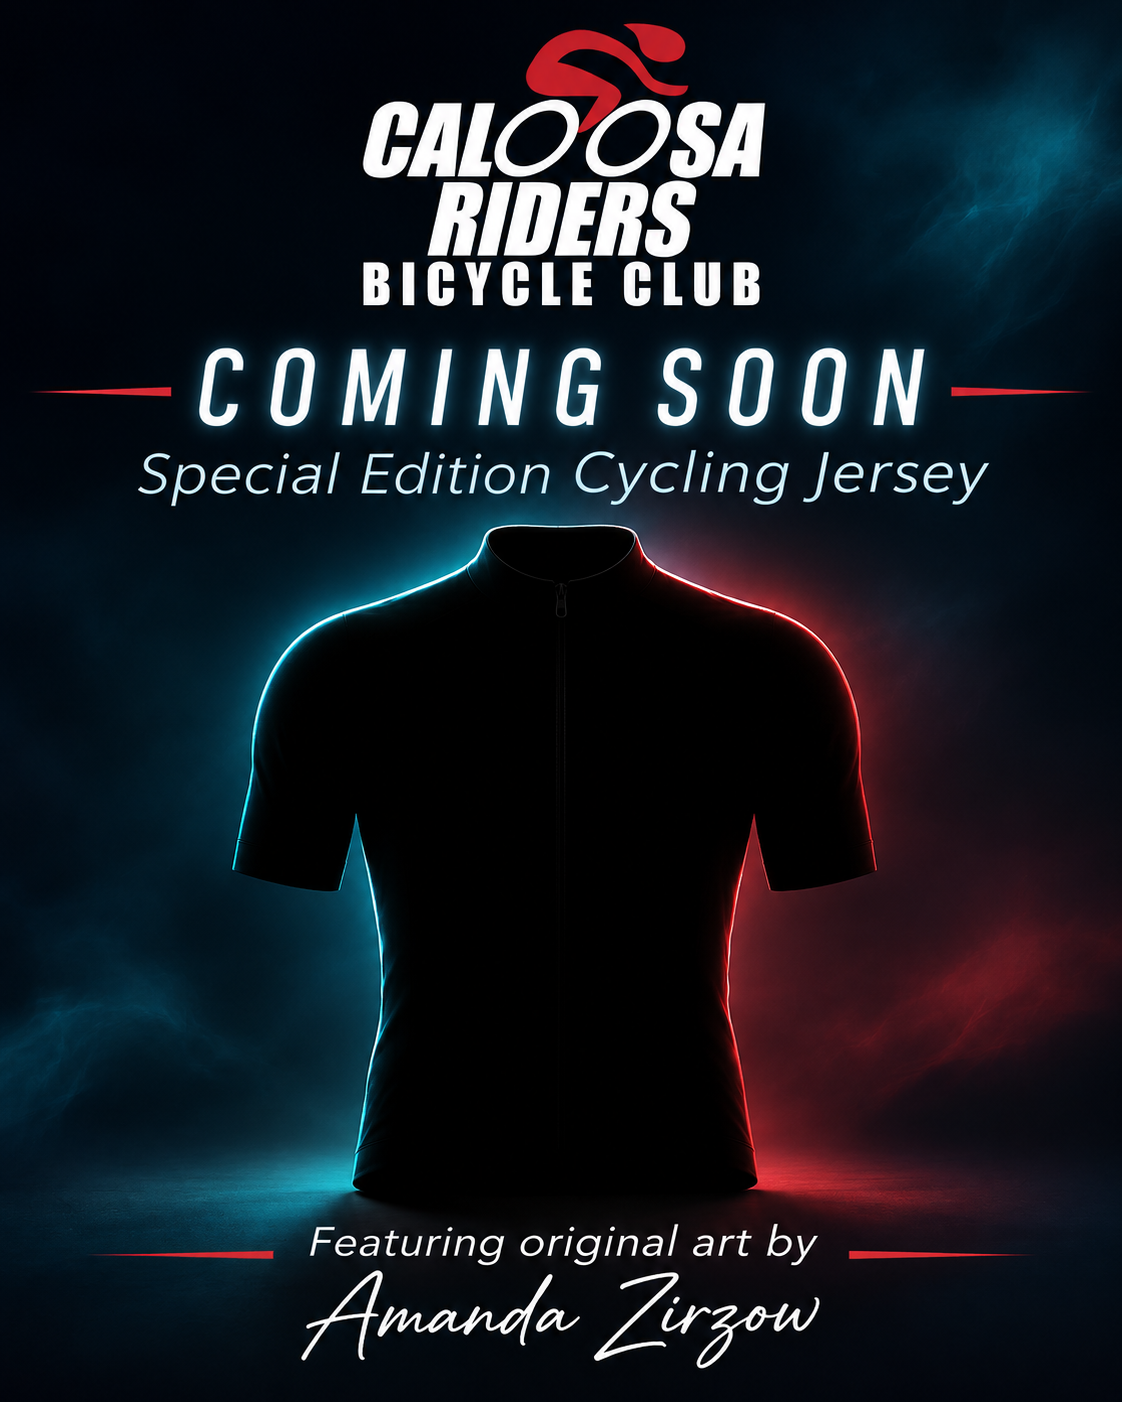 CALOOSA
RIDERS
BICYCLE CLUB
COMING SOON
Special Edition Cycling Jersey
Featuring original art by
Amanda Zirzow